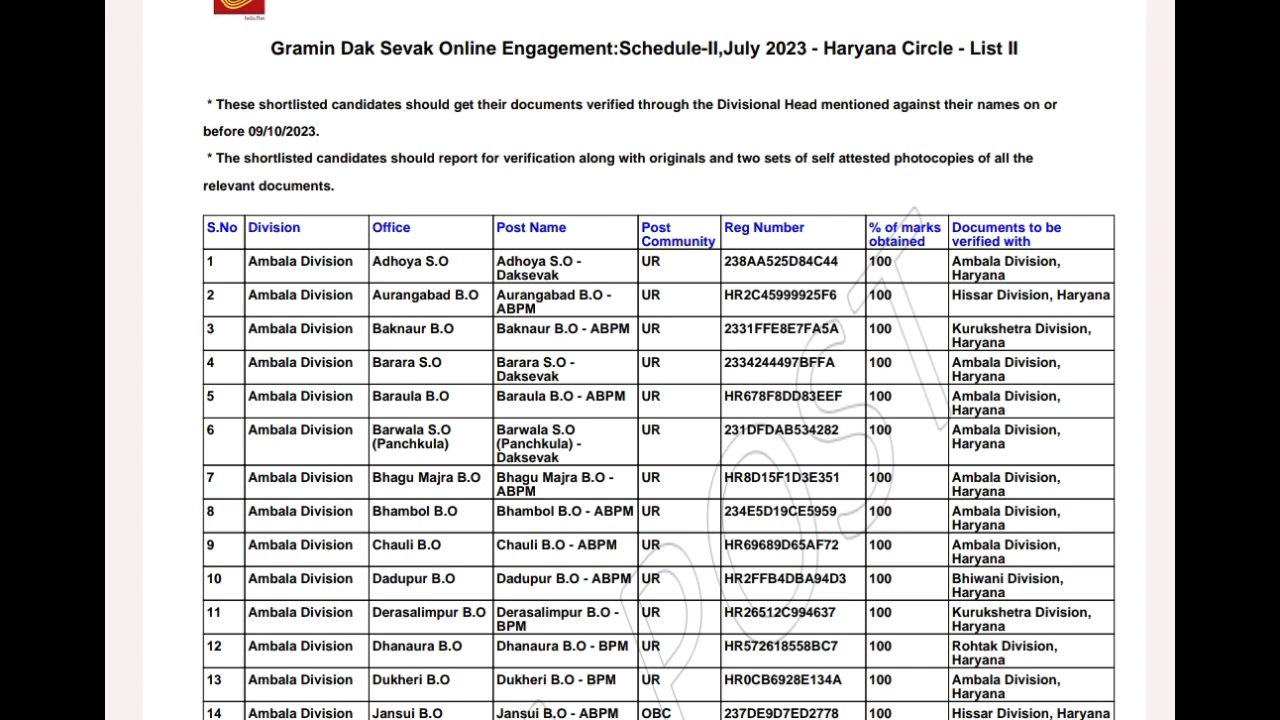 India Post
Gramin Dak Sevak Online Engagement:Schedule-II,July 2023 - Haryana Circle - List II
* These shortlisted candidates should get their documents verified through the Divisional Head mentioned against their names on or
before 09/10/2023.
* The shortlisted candidates should report for verification along with originals and two sets of self attested photocopies of all the
relevant documents.
S.No Division Office Post Name Post Reg Number % of marks Documents to be
Community obtained verified with
1 Ambala Division Adhoya S.O Adhoya S.O - UR 238AA525D84C44 100 Ambala Division,
Daksevak Haryana
2 Ambala Division Aurangabad B.O Aurangabad B.O - UR HR2C45999925F6 100 Hissar Division, Haryana
ABPM
3 Ambala Division Baknaur B.O Baknaur B.O - ABPM UR 2331FFE8E7FA5A 100 Kurukshetra Division,
Haryana
4 Ambala Division Barara S.O Barara S.O - UR 2334244497BFFA 100 Ambala Division,
Daksevak Haryana
5 Ambala Division Baraula B.O Baraula B.O - ABPM UR HR678F8DD83EEF 100 Ambala Division,
Haryana
6 Ambala Division Barwala S.O Barwala S.O UR 231DFDAB534282 100 Ambala Division,
(Panchkula) (Panchkula) - Haryana
Daksevak
7 Ambala Division Bhagu Majra B.O Bhagu Majra B.O - UR HR8D15F1D3E351 100 Ambala Division,
ABPM Haryana
8 Ambala Division Bhambol B.O Bhambol B.O - ABPM UR 234E5D19CE5959 100 Ambala Division,
Haryana
9 Ambala Division Chauli B.O Chauli B.O - ABPM UR HR69689D65AF72 100 Ambala Division,
Haryana
10 Ambala Division Dadupur B.O Dadupur B.O - ABPM UR HR2FFB4DBA94D3 100 Bhiwani Division,
Haryana
11 Ambala Division Derasalimpur B.O Derasalimpur B.O - UR HR26512C994637 100 Kurukshetra Division,
BPM Haryana
12 Ambala Division Dhanaura B.O Dhanaura B.O - BPM UR HR572618558BC7 100 Rohtak Division,
Haryana
13 Ambala Division Dukheri B.O Dukheri B.O - BPM UR HR0CB6928E134A 100 Ambala Division,
Haryana
14 Ambala Division Jansui B.O Jansui B.O - ABPM OBC 237DE9D7ED2778 100 Hissar Division, Haryana
POST